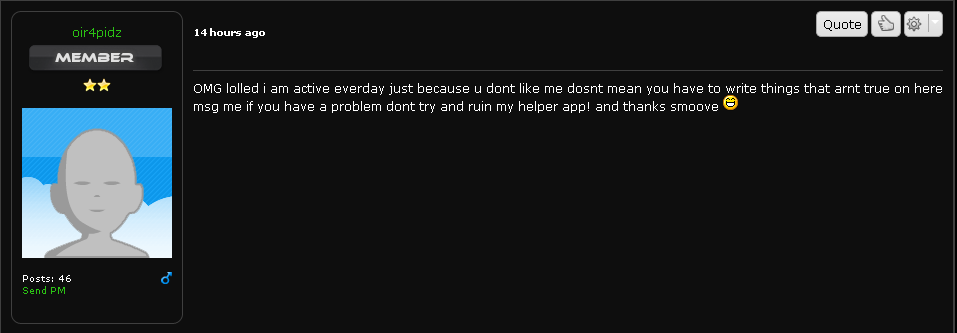 oir4pidz
MEMBER
Posts: 46
Send PM
14 hours ago
Quote
OMG lolled i am active everday just because u dont like me dosnt mean you have to write things that arnt true on here
msg me if you have a problem dont try and ruin my helper app! and thanks smoove